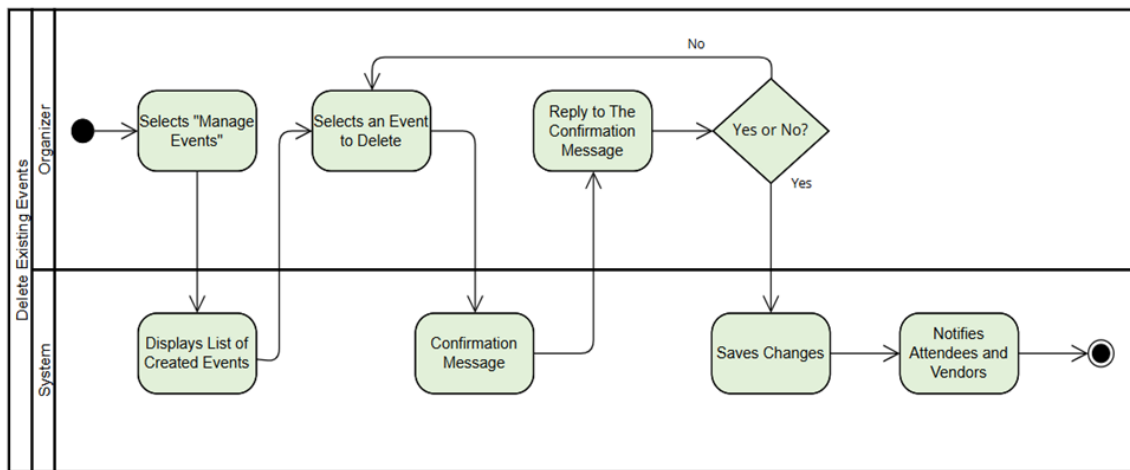 Delete Existing Events
Organizer
System
No
Selects "Manage
Events"
Selects an Event
to Delete
Reply to The
Confirmation
Message
Yes or No?
Yes
Displays List of
Created Events
Confirmation
Message
Saves Changes
Notifies
Attendees and
Vendors